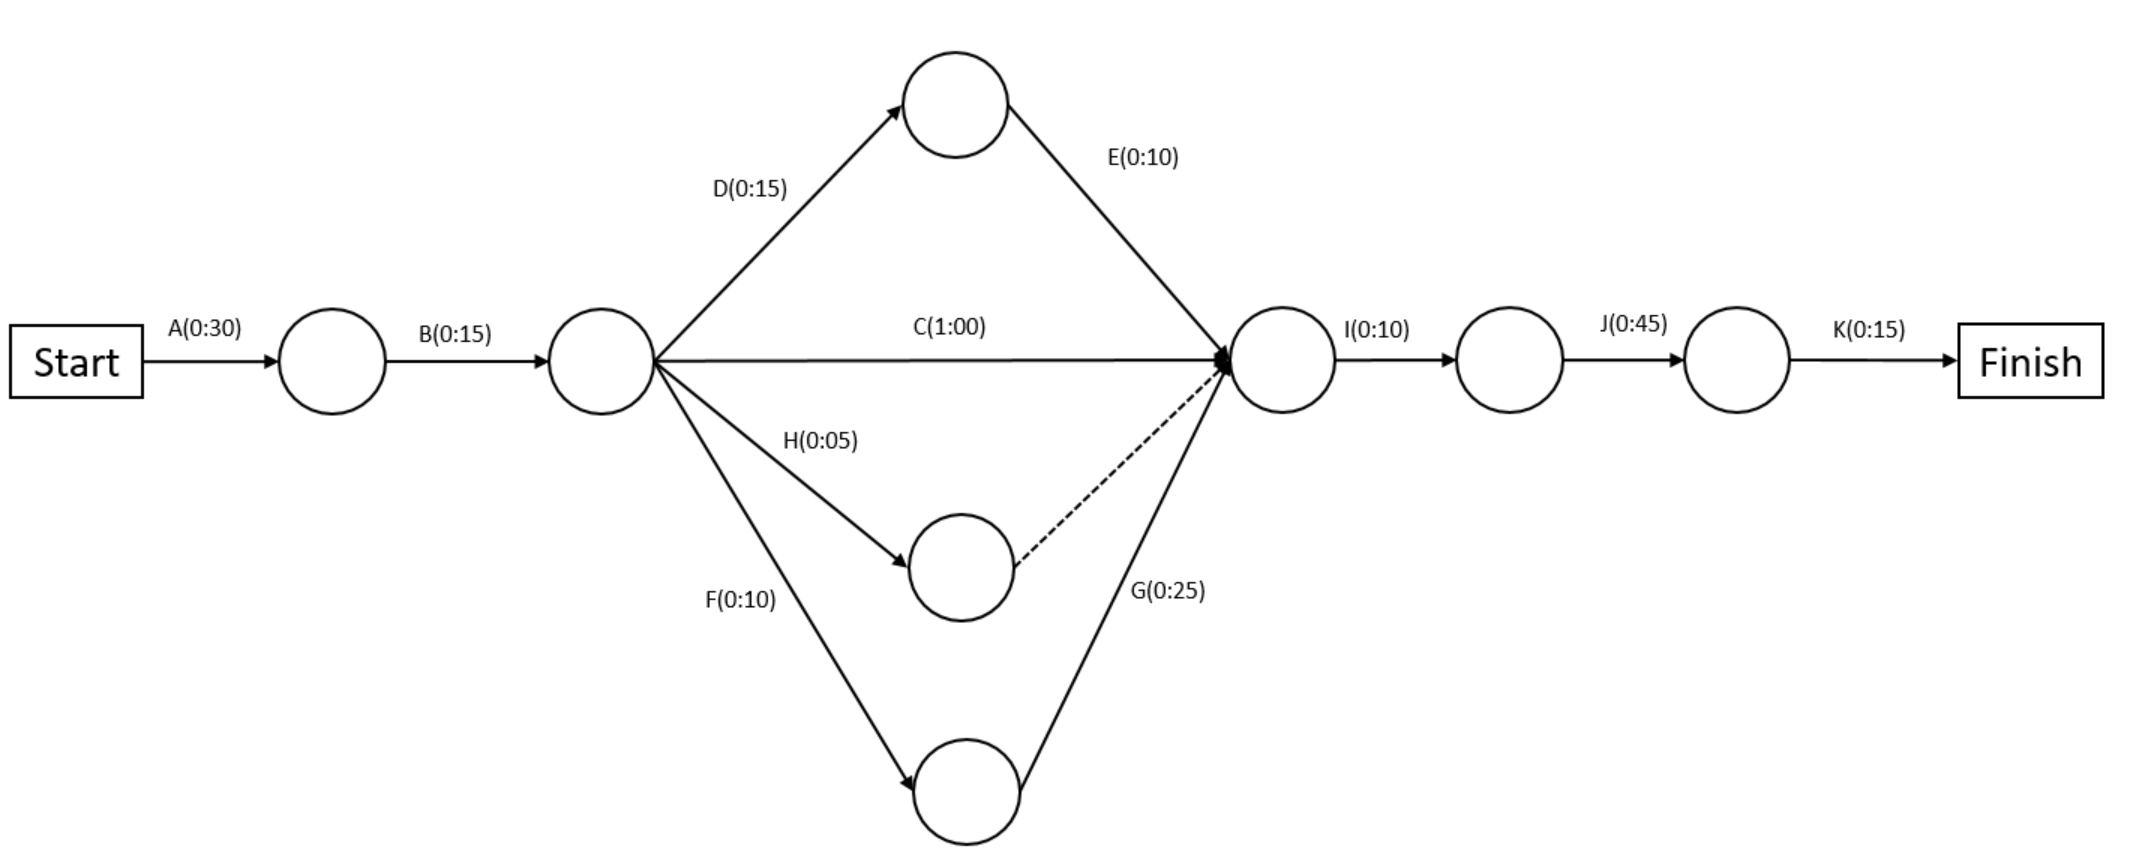 E(0:10)
D(0:15)
A(0:30)
B(0:15)
C(1:00)
I(0:10)
J(0:45)
K(0:15)
Start
Finish
H(0:05)
F(0:10)
G(0:25)